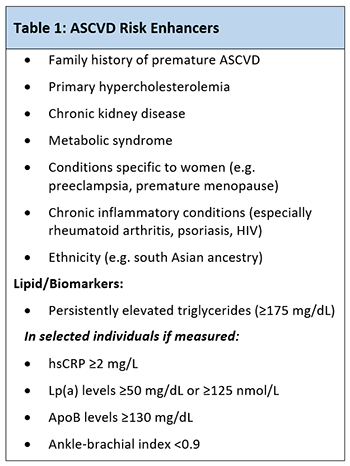 Table 1: ASCVD Risk Enhancers
• Family history of premature ASCVD
• Primary hypercholesterolemia
• Chronic kidney disease
• Metabolic syndrome
• Conditions specific to women (e.g.
preeclampsia, premature menopause)
• Chronic inflammatory conditions (especially
rheumatoid arthritis, psoriasis, HIV)
• Ethnicity (e.g. south Asian ancestry)
Lipid/Biomarkers:
• Persistently elevated triglycerides (≥175 mg/dL)
In selected individuals if measured:
• hsCRP ≥2 mg/L
• Lp(a) levels ≥50 mg/dL or ≥125 nmol/L
• ApoB levels ≥130 mg/dL
• Ankle-brachial index <0.9